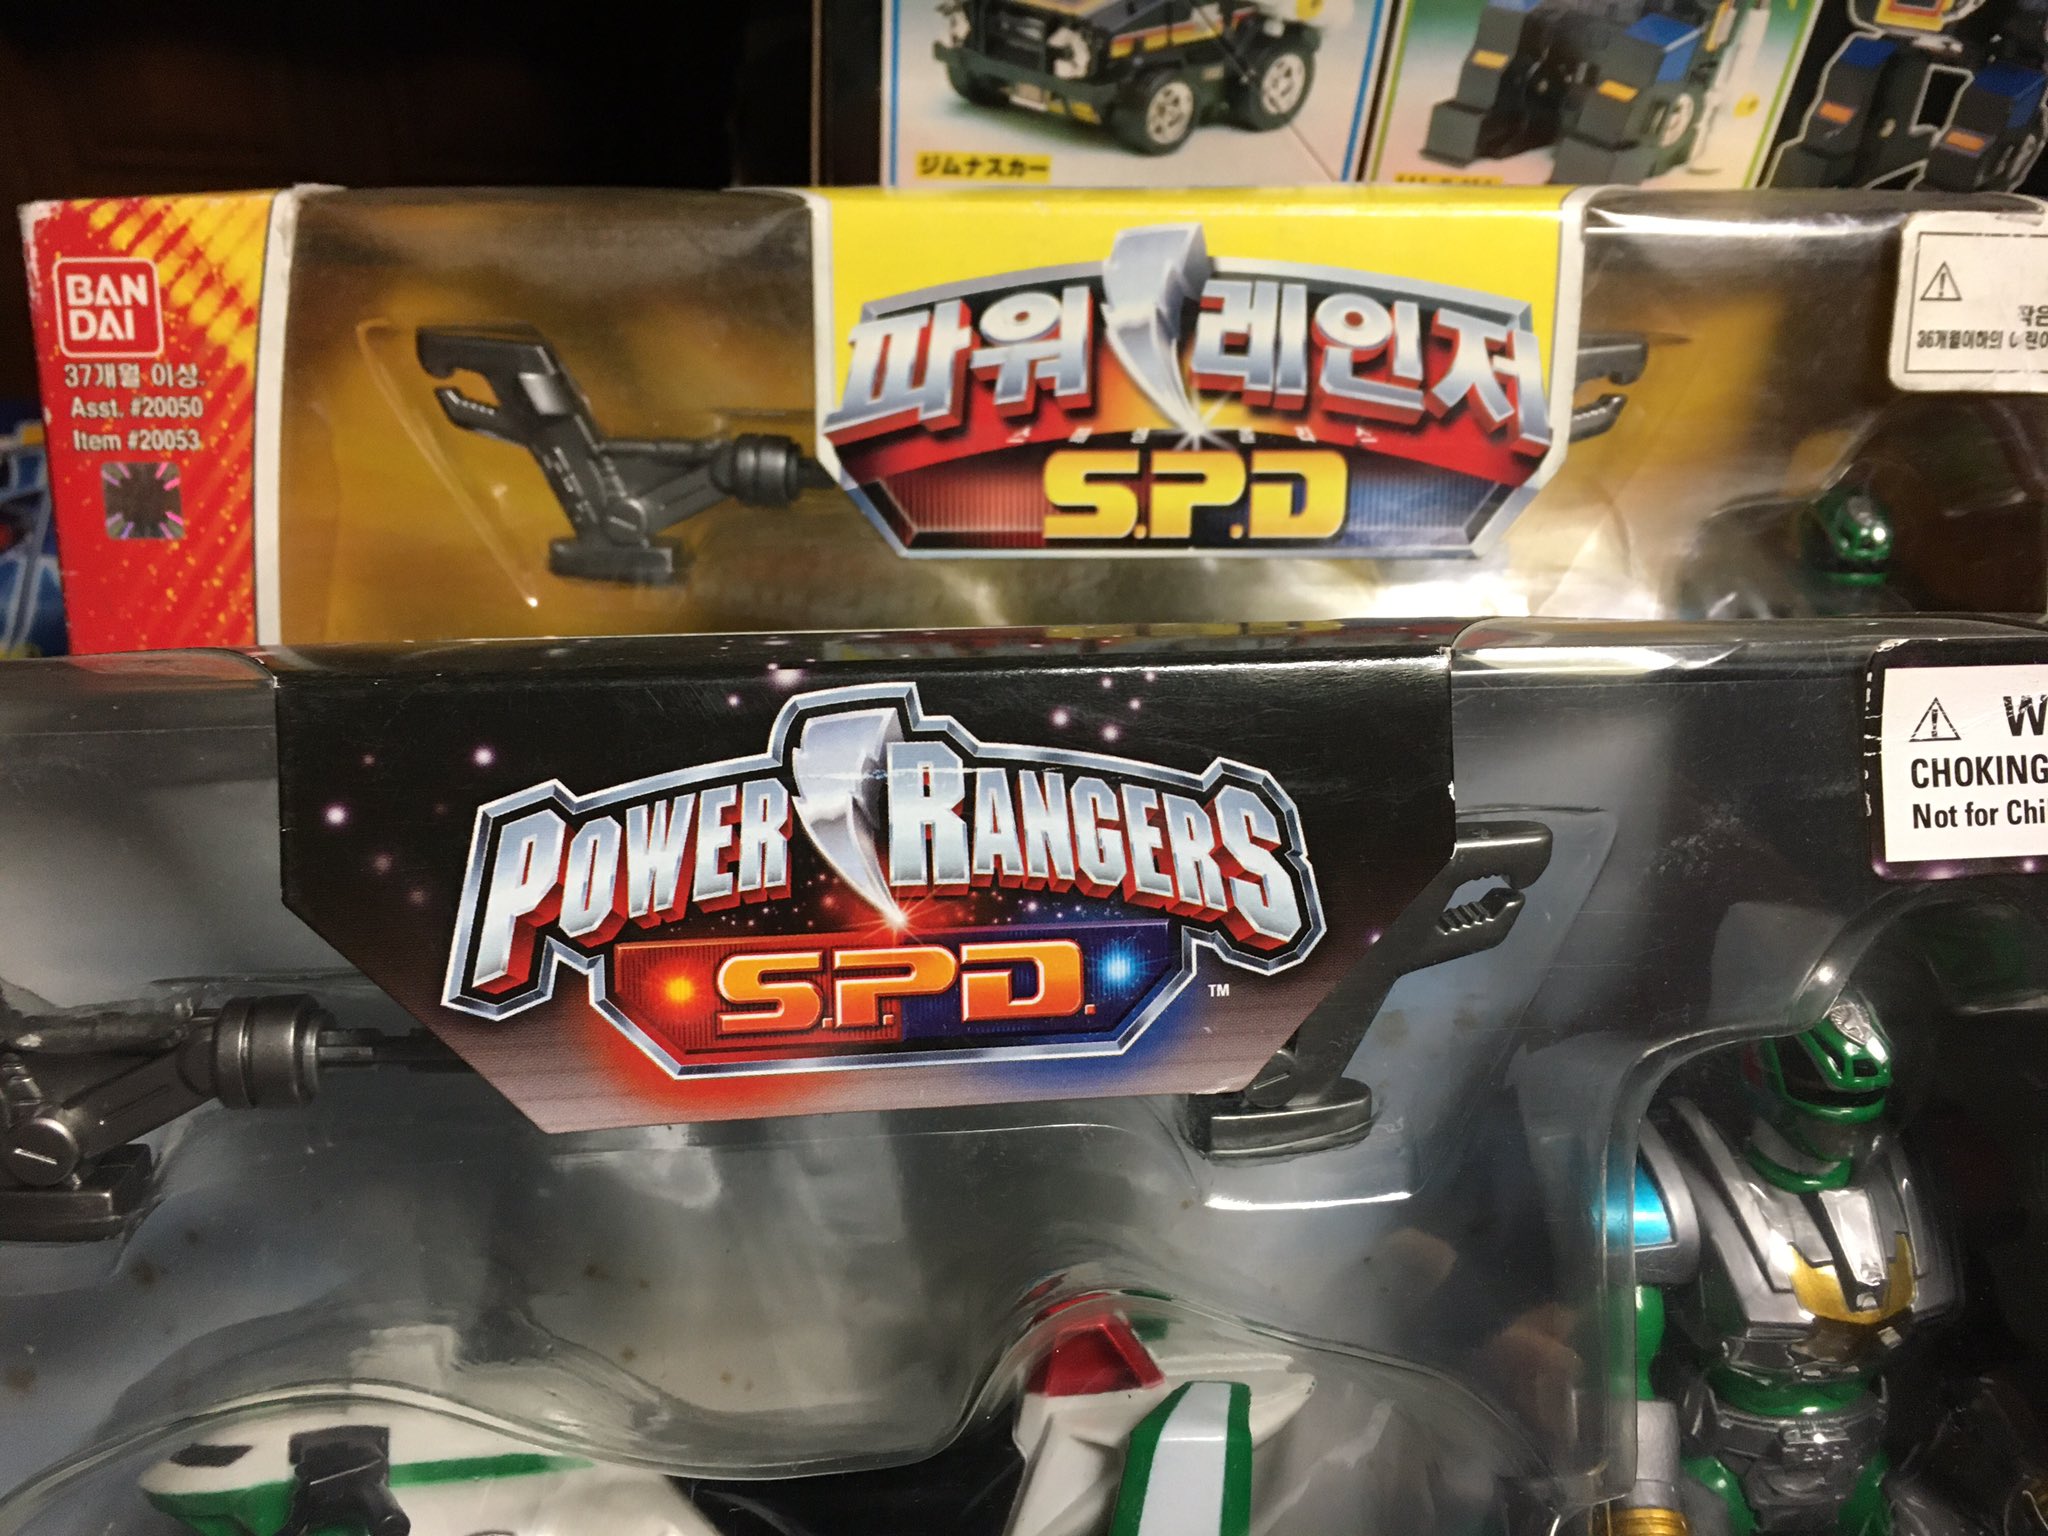 ジムナスカー
BAN
DAI
37개월 이상.
Asst. #20050
Item #20053
파워레인저
S.P.D
36개월이하의
POWER RANGERS
S.P.D.
TM
CHOKING
Not for Chi